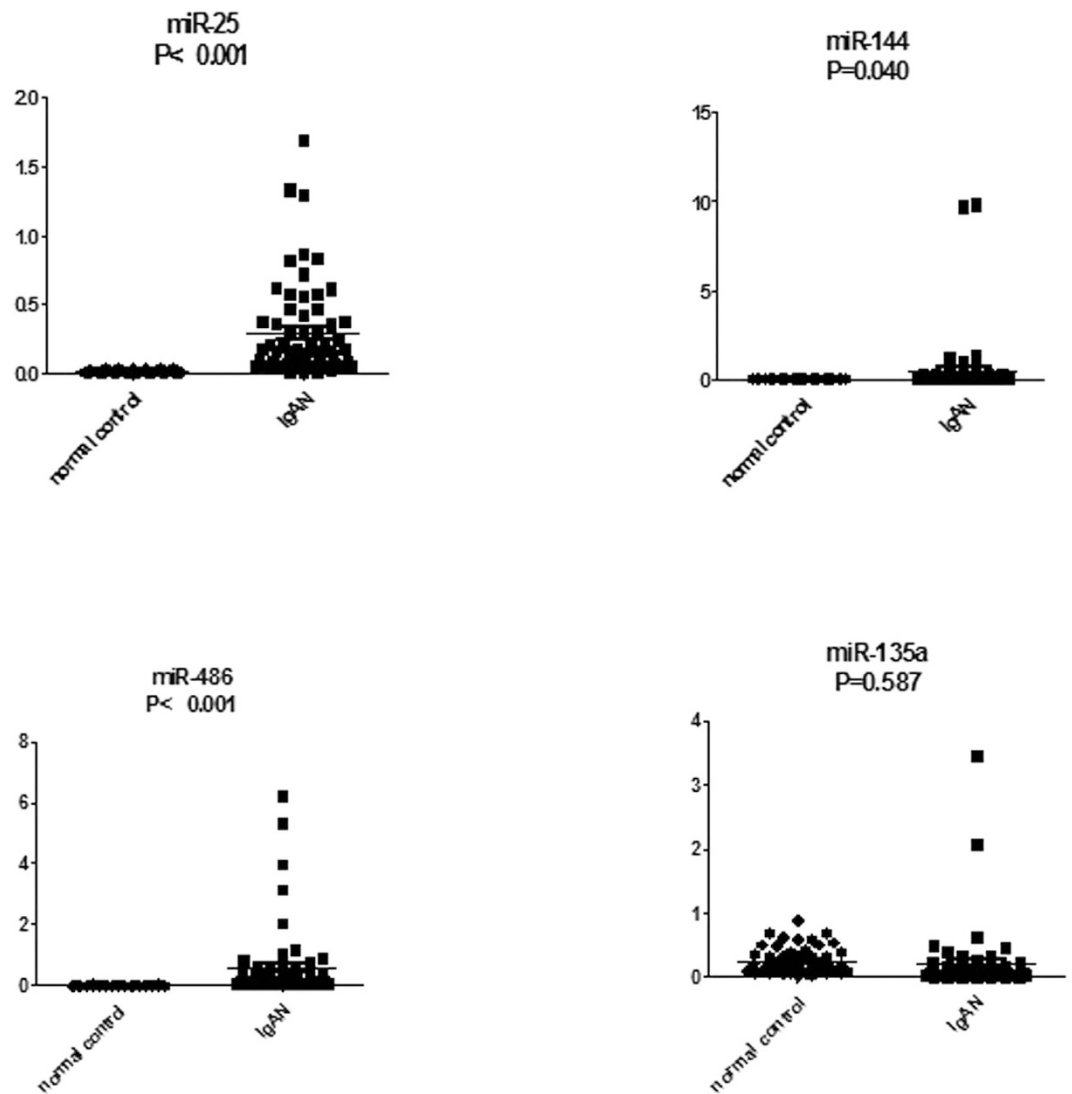 miR-25
P< 0.001
2.0
1.5
1.0
0.5
0.0
normal control
IgAN
miR-144
P=0.040
15
10
5
0
normal control
IgAN
miR-486
P< 0.001
8
6
4
2
0
normal control
IgAN
miR-135a
P=0.587
4
3
2
1
0
normal control
IgAN